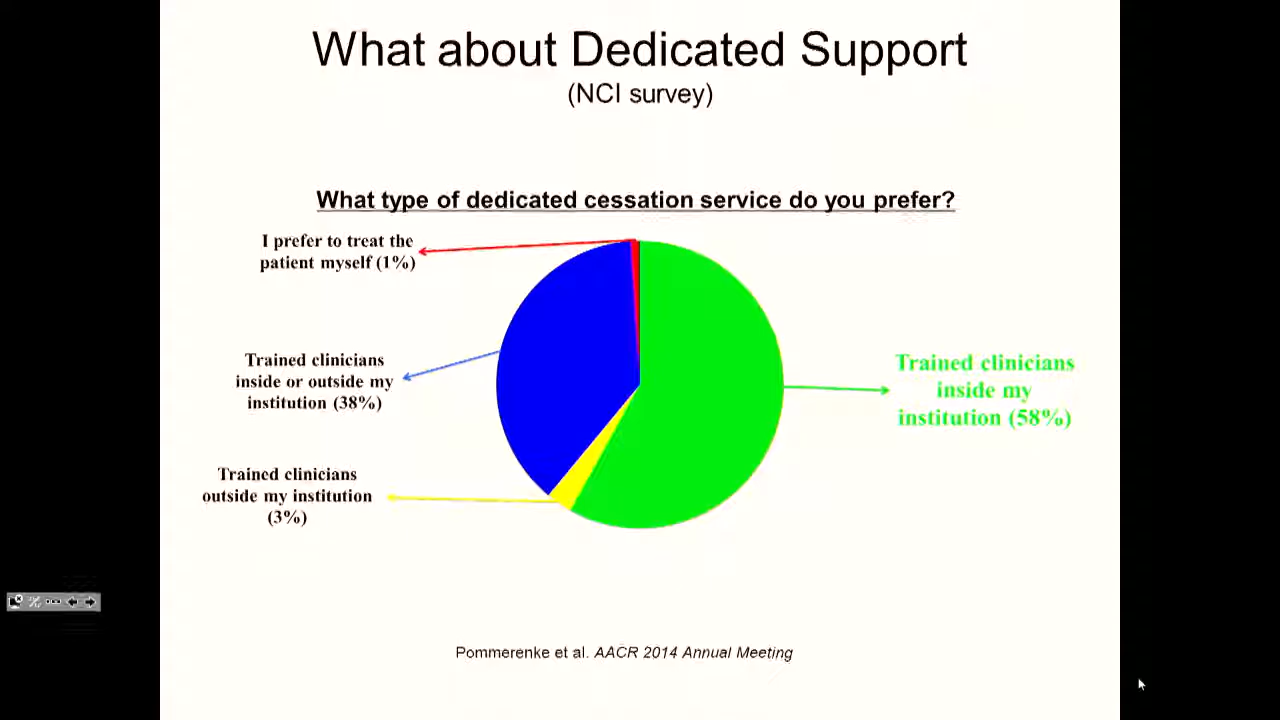 What about Dedicated Support
(NCI survey)
What type of dedicated cessation service do you prefer?
I prefer to treat the
patient myself (1%)
Trained clinicians
inside or outside my
institution (38%)
Trained clinicians
outside my institution
(3%)
Trained clinicians
inside my
institution (58%)
Pommerenke et al. AACR 2014 Annual Meeting